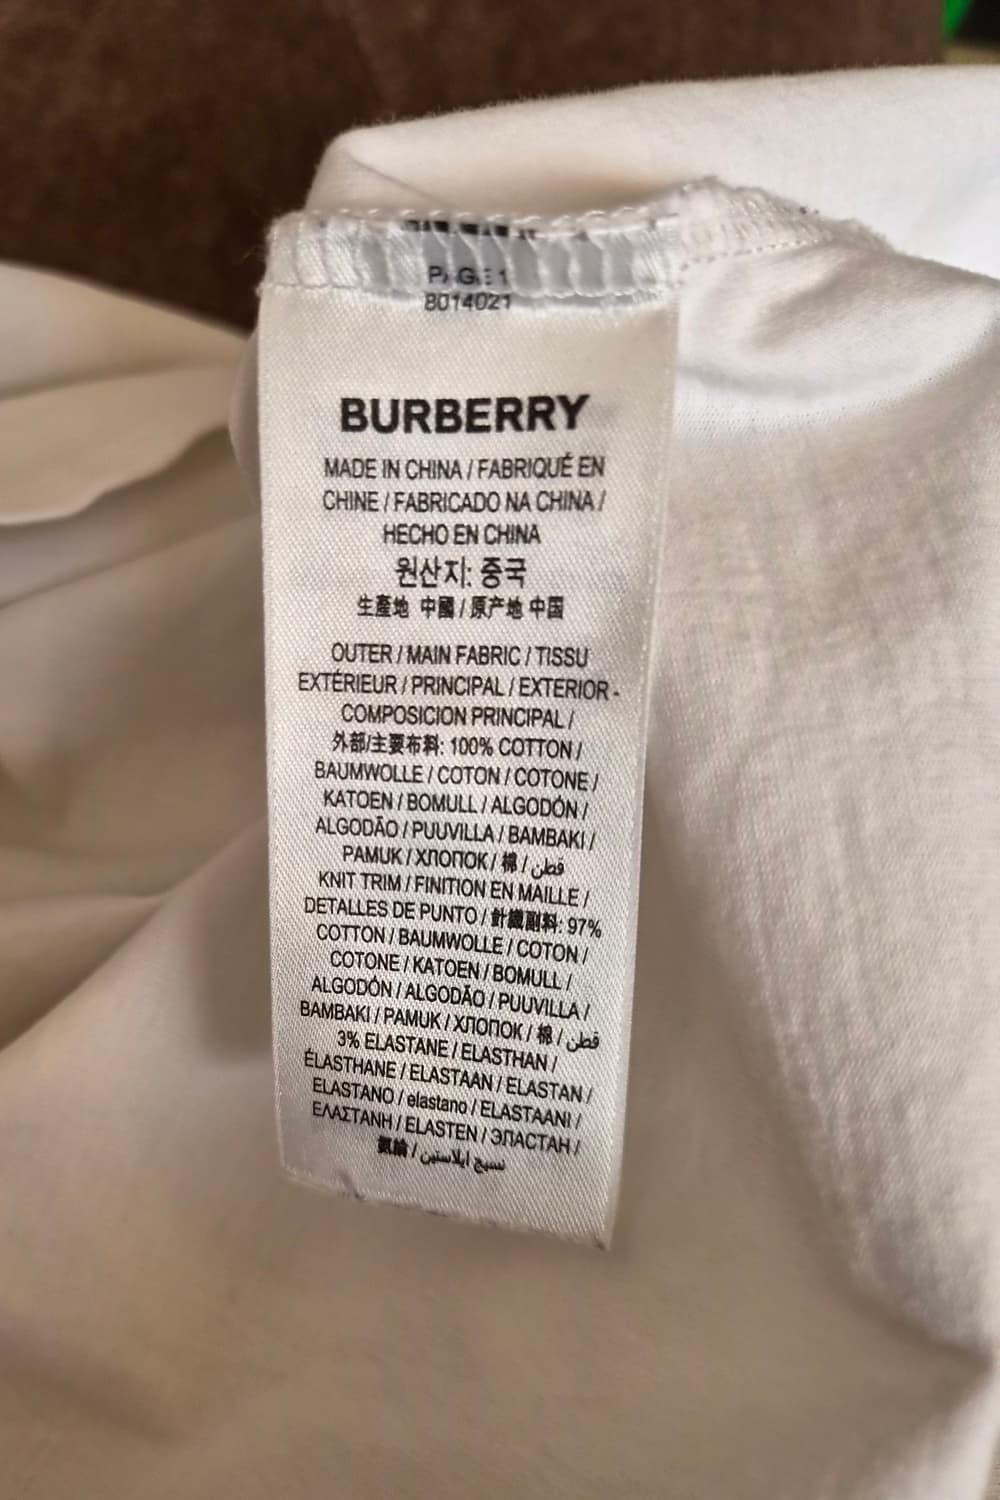 PAGE 1
8014021
BURBERRY
MADE IN CHINA / FABRIQUÉ EN
CHINE / FABRICADO NA CHINA /
HECHO EN CHINA
원산지: 중국
生產地 中國 / 原产地 中国
OUTER / MAIN FABRIC / TISSU
EXTÉRIEUR / PRINCIPAL / EXTERIOR -
COMPOSICION PRINCIPAL /
外部/主要布料: 100% COTTON /
BAUMWOLLE / COTON / COTONE /
KATOEN / BOMULL / ALGODÓN /
ALGODÃO / PUUVILLA / BAMBAKI /
PAMUK / ХЛОПОК / 棉 / قطن
KNIT TRIM / FINITION EN MAILLE /
DETALLES DE PUNTO / 針織副料: 97%
COTTON / BAUMWOLLE / COTON /
COTONE / KATOEN / BOMULL /
ALGODÓN / ALGODÃO / PUUVILLA /
BAMBAKI / PAMUK / ХЛОПОК / 棉 / قطن
3% ELASTANE / ELASTHAN /
ÉLASTHANE / ELASTAAN / ELASTAN /
ELASTANO / elastano / ELASTAANI /
ΕΛΑΣΤΑΝΗ / ELASTEN / ЭЛАСТАН /
氨綸 / نسيج ايلاستين